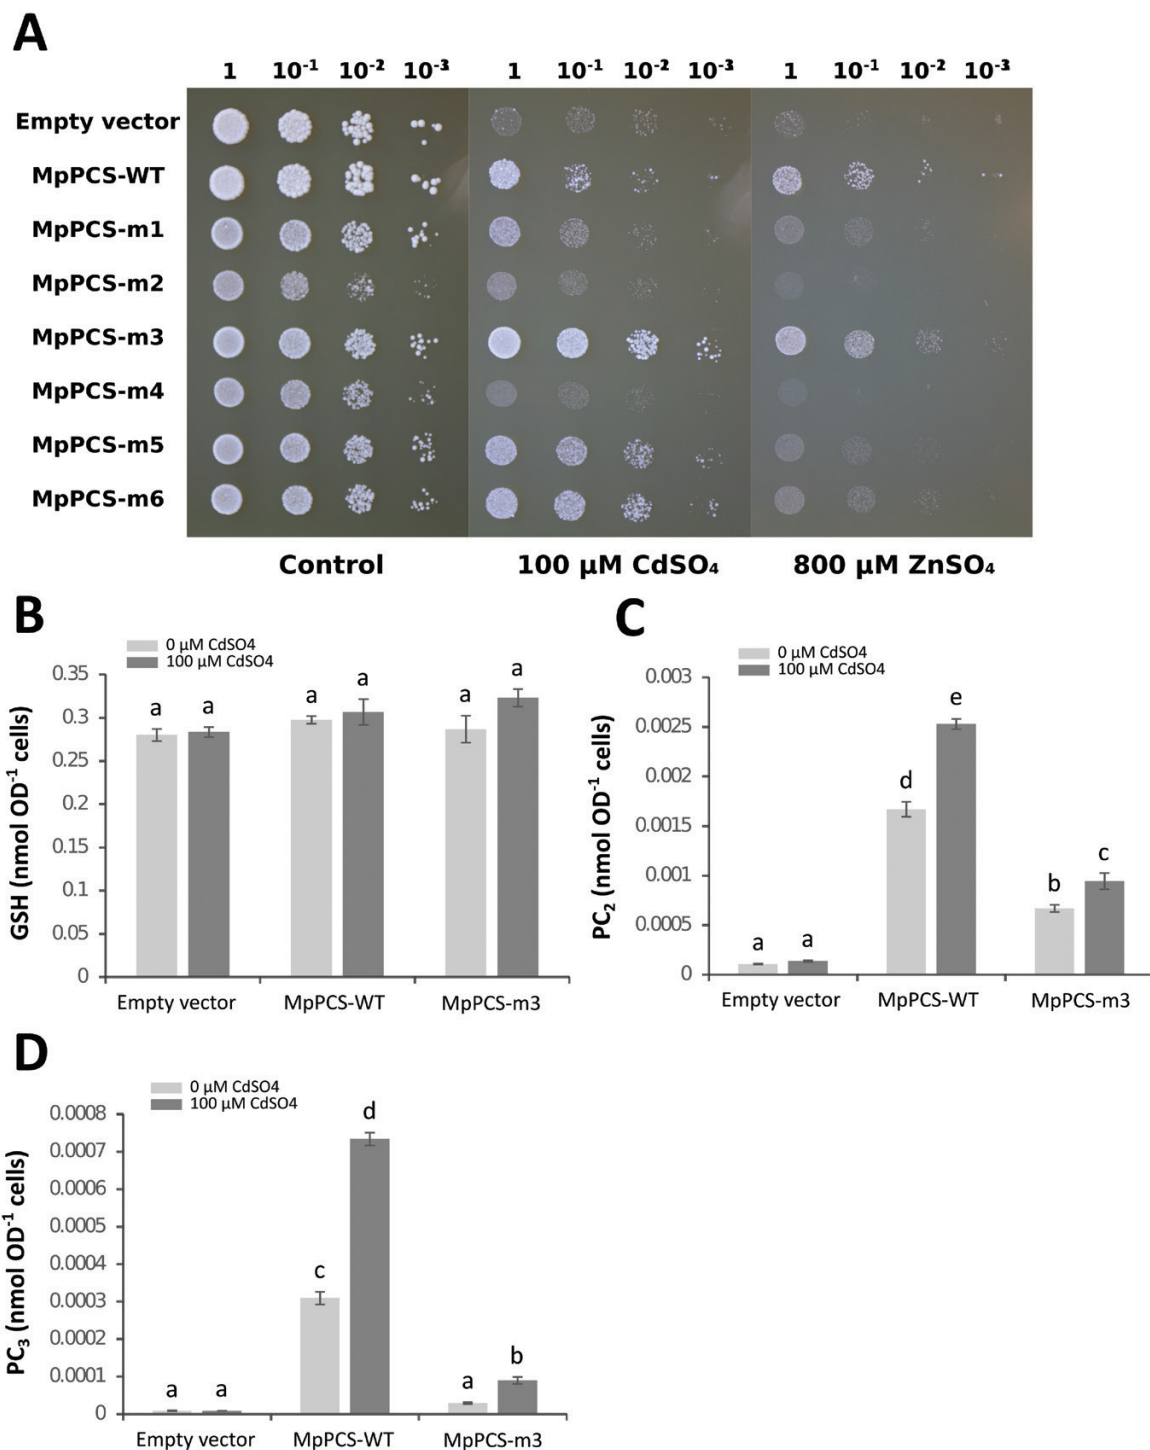 A
1 10⁻¹ 10⁻² 10⁻³ 1 10⁻¹ 10⁻² 10⁻³ 1 10⁻¹ 10⁻² 10⁻³
Empty vector
MpPCS-WT
MpPCS-m1
MpPCS-m2
MpPCS-m3
MpPCS-m4
MpPCS-m5
MpPCS-m6
Control 100 µM CdSO₄ 800 µM ZnSO₄
B
0 µM CdSO4
100 µM CdSO4
GSH (nmol OD⁻¹ cells)
0.35
0.3
0.25
0.2
0.15
0.1
0.05
0
a a a a a a
Empty vector MpPCS-WT MpPCS-m3
C
0 µM CdSO4
100 µM CdSO4
PC₂ (nmol OD⁻¹ cells)
0.003
0.0025
0.002
0.0015
0.001
0.0005
0
a a d e b c
Empty vector MpPCS-WT MpPCS-m3
D
0 µM CdSO4
100 µM CdSO4
PC₃ (nmol OD⁻¹ cells)
0.0008
0.0007
0.0006
0.0005
0.0004
0.0003
0.0002
0.0001
0
a a c d a b
Empty vector MpPCS-WT MpPCS-m3